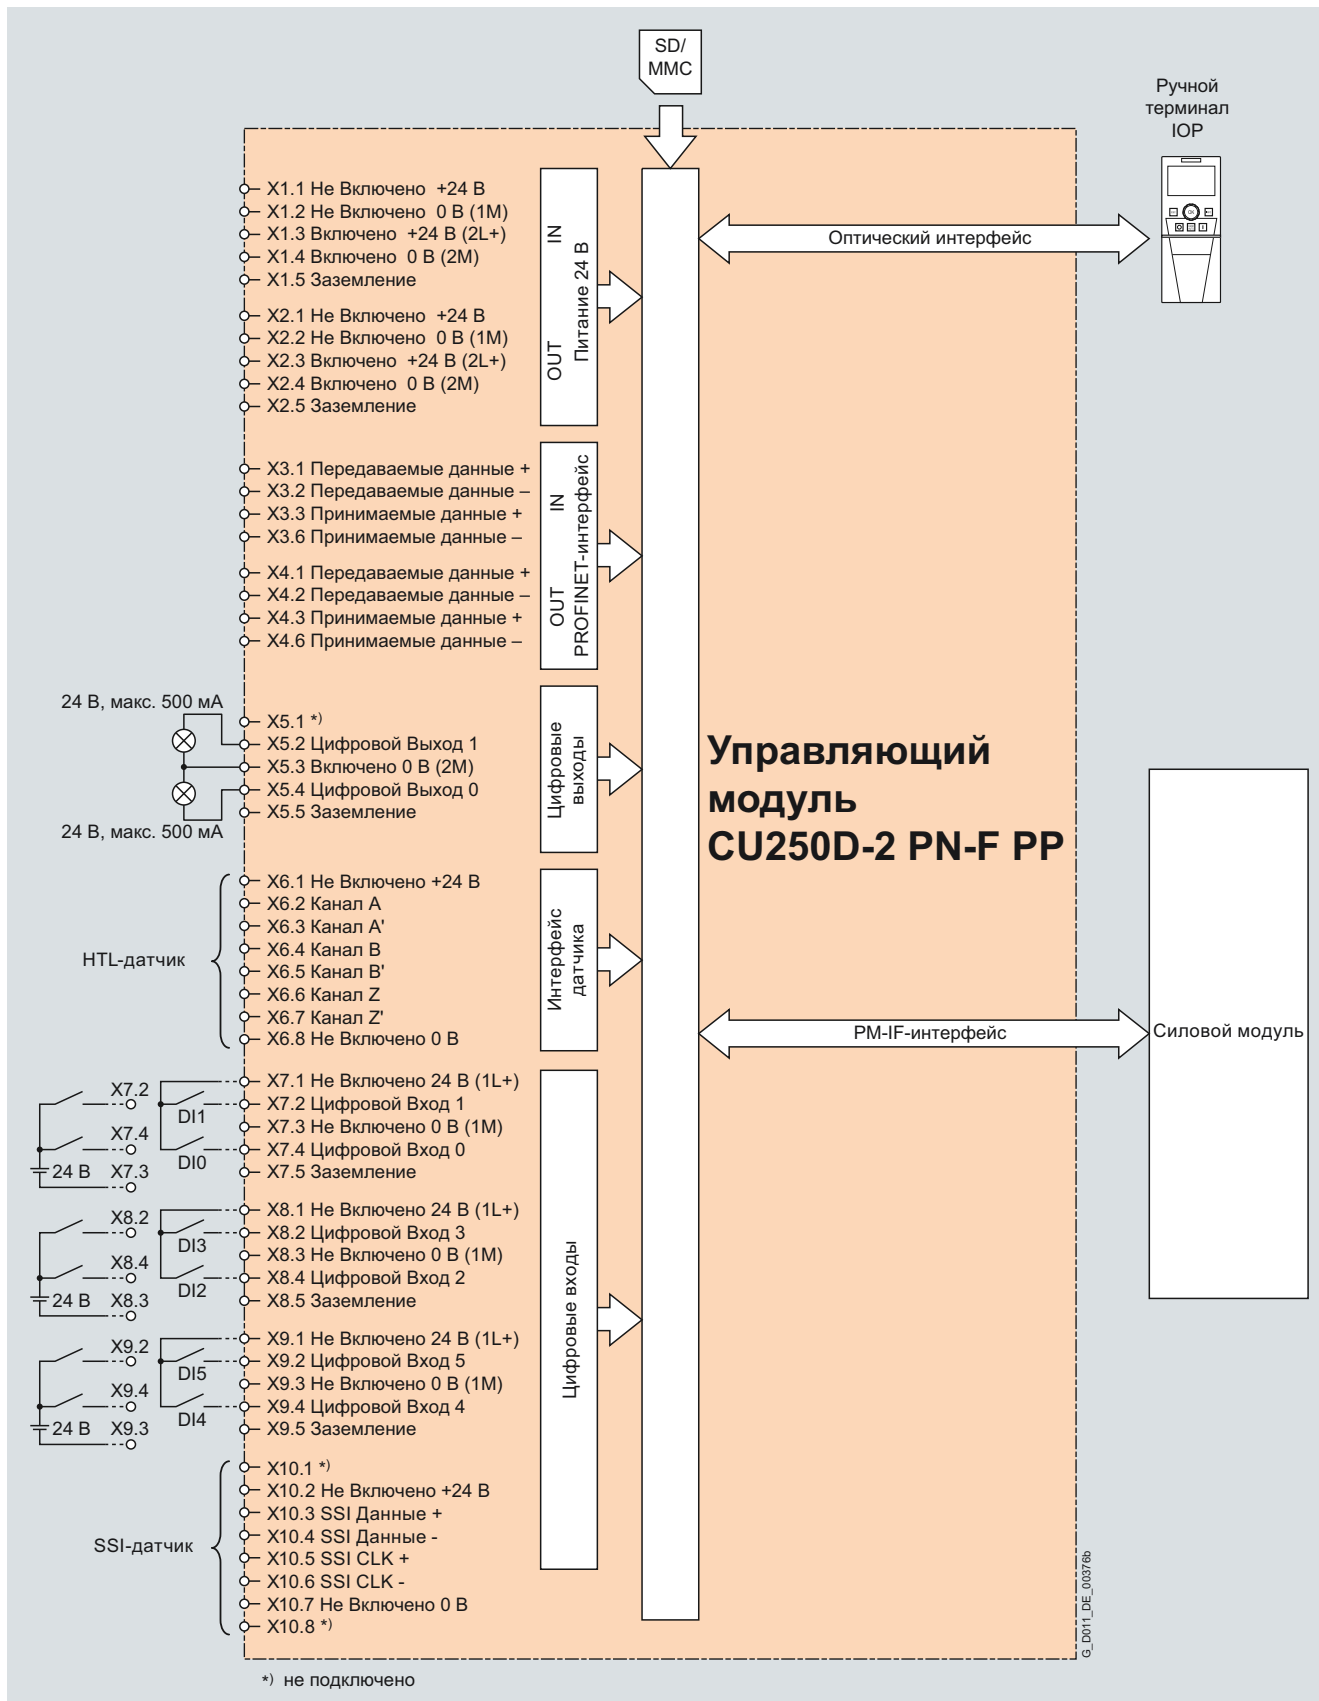 SD/
MMC
Ручной
терминал
IOP
OK
X1.1 Не Включено +24 В
X1.2 Не Включено 0 В (1M)
X1.3 Включено +24 В (2L+)
X1.4 Включено 0 В (2M)
X1.5 Заземление
X2.1 Не Включено +24 В
X2.2 Не Включено 0 В (1M)
X2.3 Включено +24 В (2L+)
X2.4 Включено 0 В (2M)
X2.5 Заземление
OUT IN
Питание 24 В
Оптический интерфейс
X3.1 Передаваемые данные +
X3.2 Передаваемые данные –
X3.3 Принимаемые данные +
X3.6 Принимаемые данные –
X4.1 Передаваемые данные +
X4.2 Передаваемые данные –
X4.3 Принимаемые данные +
X4.6 Принимаемые данные –
OUT IN
PROFINET-интерфейс
24 В, макс. 500 мА
24 В, макс. 500 мА
X5.1 *)
X5.2 Цифровой Выход 1
X5.3 Включено 0 В (2M)
X5.4 Цифровой Выход 0
X5.5 Заземление
Цифровые
выходы
Управляющий
модуль
CU250D-2 PN-F PP
HTL-датчик
X6.1 Не Включено +24 В
X6.2 Канал A
X6.3 Канал A'
X6.4 Канал B
X6.5 Канал B'
X6.6 Канал Z
X6.7 Канал Z'
X6.8 Не Включено 0 В
Интерфейс
датчика
PM-IF-интерфейс
Силовой модуль
X7.2
X7.4
24 В X7.3
DI1
DI0
X7.1 Не Включено 24 В (1L+)
X7.2 Цифровой Вход 1
X7.3 Не Включено 0 В (1M)
X7.4 Цифровой Вход 0
X7.5 Заземление
X8.2
X8.4
24 В X8.3
DI3
DI2
X8.1 Не Включено 24 В (1L+)
X8.2 Цифровой Вход 3
X8.3 Не Включено 0 В (1M)
X8.4 Цифровой Вход 2
X8.5 Заземление
X9.2
X9.4
24 В X9.3
DI5
DI4
X9.1 Не Включено 24 В (1L+)
X9.2 Цифровой Вход 5
X9.3 Не Включено 0 В (1M)
X9.4 Цифровой Вход 4
X9.5 Заземление
Цифровые входы
SSI-датчик
X10.1 *)
X10.2 Не Включено +24 В
X10.3 SSI Данные +
X10.4 SSI Данные -
X10.5 SSI CLK +
X10.6 SSI CLK -
X10.7 Не Включено 0 В
X10.8 *)
G_D011_DE_00376b
*) не подключено